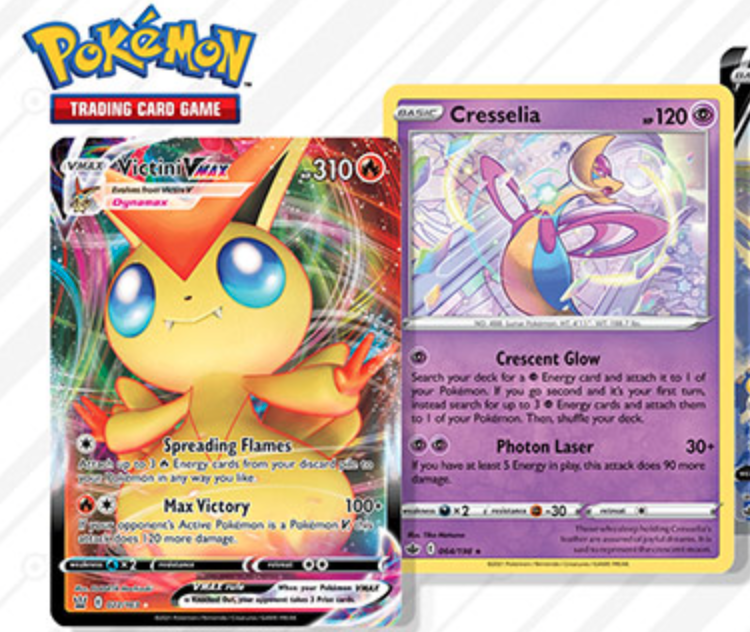 POKéMON
TRADING CARD GAME
VMAX Victini VMAX 310
Evolves from Victini V
Dynamax
Spreading Flames
Attach up to 3 Energy cards from your discard pile to
your Pokémon in any way you like.
Max Victory 100+
If your opponent's Active Pokémon is a Pokémon V, this
attack does 120 more damage.
weakness ×2 resistance retreat
VMAX rule When your Pokémon VMAX
is Knocked Out, your opponent takes 3 Prize cards.
BASIC Cresselia HP 120
NO. 488 Lunar Pokémon HT: 4'11" WT: 188.7 lbs.
Crescent Glow
Search your deck for a Energy card and attach it to 1 of
your Pokémon. If you go second and it's your first turn,
instead search for up to 3 Energy cards and attach them
to 1 of your Pokémon. Then, shuffle your deck.
Photon Laser 30+
If you have at least 5 Energy in play, this attack does 90 more
damage.
weakness ×2 resistance -30 retreat
Those who sleep holding Cresselia's
feather are assured of joyful dreams. It is
said to represent the crescent moon.
064/198